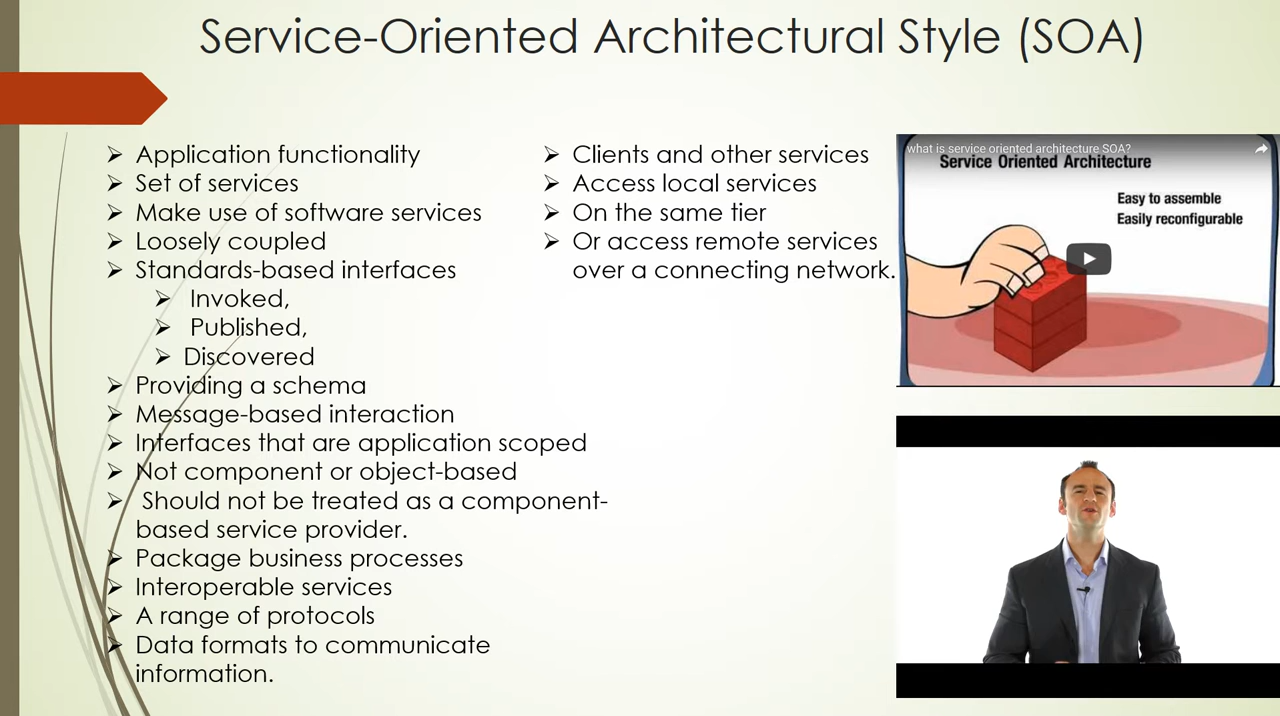 Service-Oriented Architectural Style (SOA)
Application functionality
Set of services
Make use of software services
Loosely coupled
Standards-based interfaces
Invoked,
Published,
Discovered
Providing a schema
Message-based interaction
Interfaces that are application scoped
Not component or object-based
Should not be treated as a component-
based service provider.
Package business processes
Interoperable services
A range of protocols
Data formats to communicate
information.
Clients and other services
Access local services
On the same tier
Or access remote services
over a connecting network.
what is service oriented architecture SOA?
Service Oriented Architecture
Easy to assemble
Easily reconfigurable